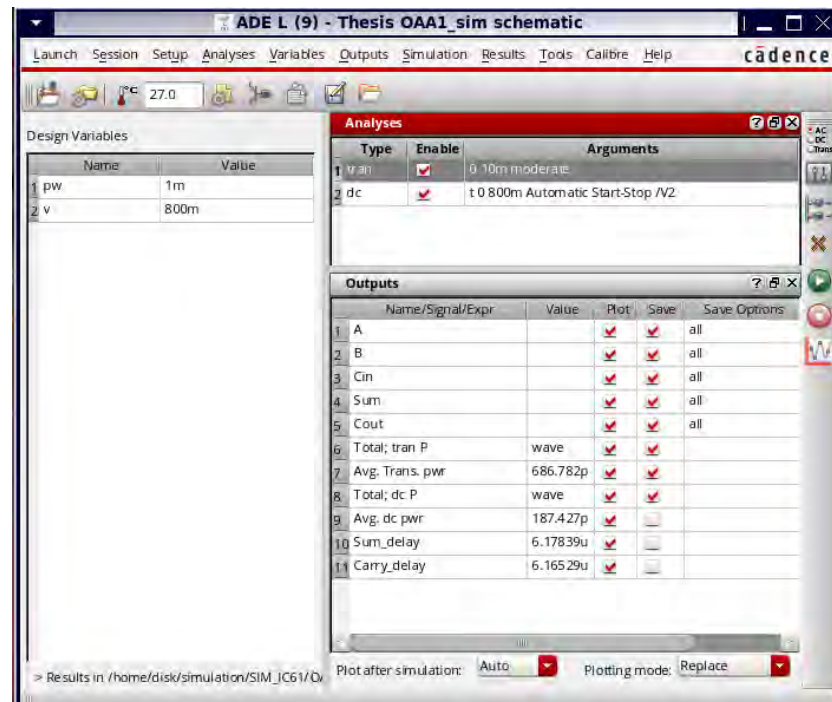 ADE L (9) - Thesis OAA1_sim schematic
Launch Session Setup Analyses Variables Outputs Simulation Results Tools Calibre Help cādence
°C 27.0
Design Variables
Name Value
1 pw 1m
2 v 800m
> Results in /home/disk/simulation/SIM_IC61/O
Analyses
Type Enable Arguments
1 tran 0 10m moderate
2 dc t 0 800m Automatic Start-Stop /V2
Outputs
Name/Signal/Expr Value Plot Save Save Options
1 A all
2 B all
3 Cin all
4 Sum all
5 Cout all
6 Total; tran P wave
7 Avg. Trans. pwr 686.782p
8 Total; dc P wave
9 Avg. dc pwr 187.427p
10 Sum_delay 6.17839u
11 Carry_delay 6.16529u
Plot after simulation: Auto Plotting mode: Replace
AC
DC
Trans